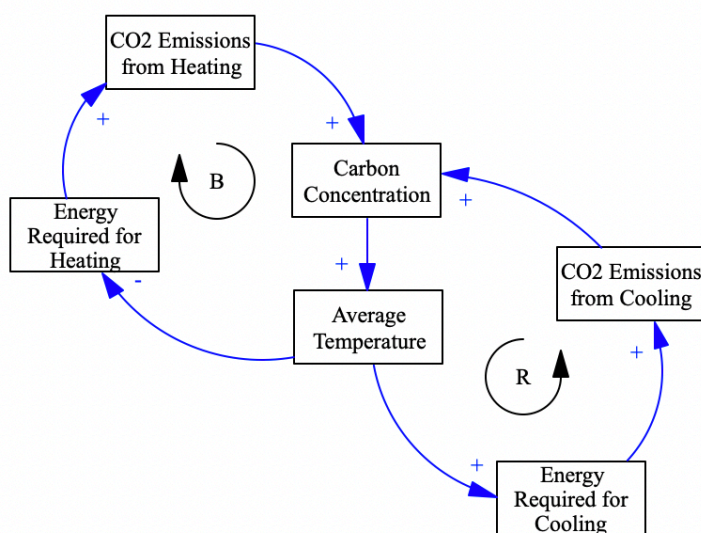 CO2 Emissions
from Heating
+
+
B
Carbon
Concentration
+
Energy
Required for
Heating
-
+
CO2 Emissions
from Cooling
Average
Temperature
R
+
+
Energy
Required for
Cooling